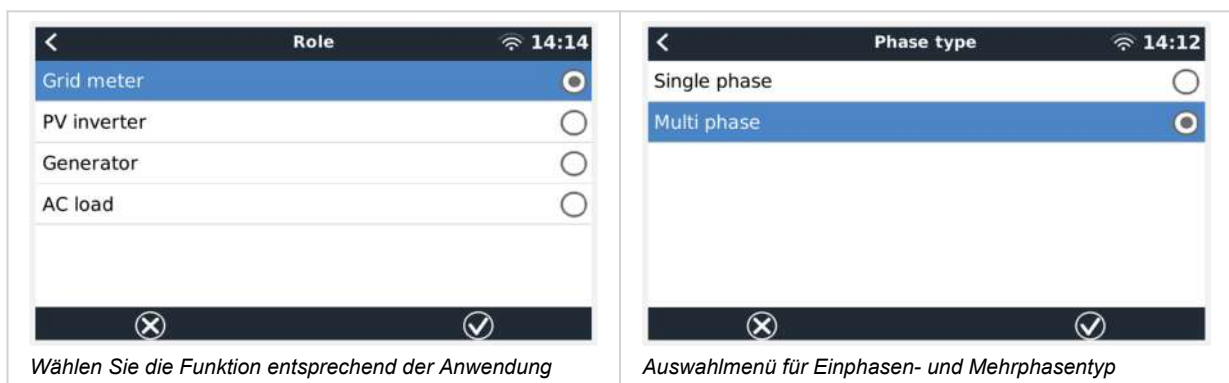 Role 14:14
Grid meter
PV inverter
Generator
AC load
Wählen Sie die Funktion entsprechend der Anwendung
Phase type 14:12
Single phase
Multi phase
Auswahlmenü für Einphasen- und Mehrphasentyp